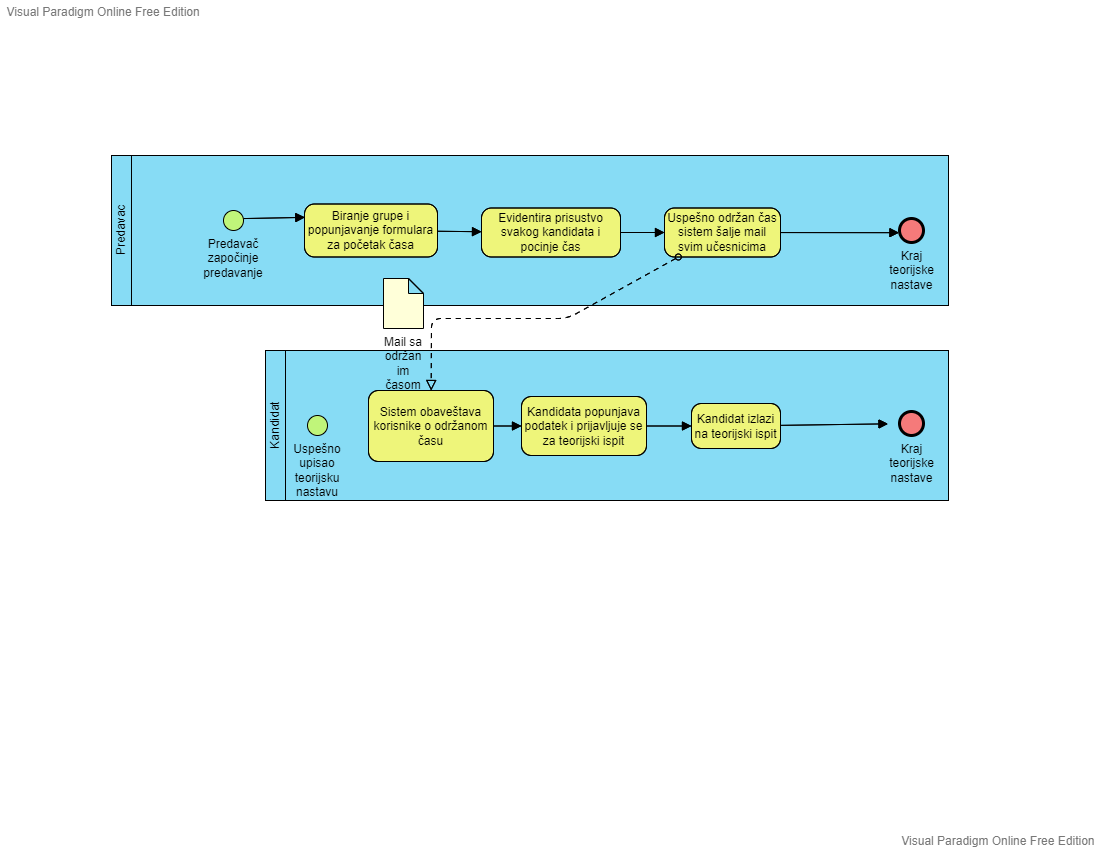 Visual Paradigm Online Free Edition
Predavac
Predavač
započinje
predavanje
Biranje grupe i
popunjavanje formulara
za početak časa
Evidentira prisustvo
svakog kandidata i
pocinje čas
Uspešno održan čas
sistem šalje mail
svim učesnicima
Kraj
teorijske
nastave
Mail sa
održan
im
časom
Kandidat
Uspešno
upisao
teorijsku
nastavu
Sistem obaveštava
korisnike o održanom
času
Kandidata popunjava
podatek i prijavljuje se
za teorijski ispit
Kandidat izlazi
na teorijski ispit
Kraj
teorijske
nastave
Visual Paradigm Online Free Edition